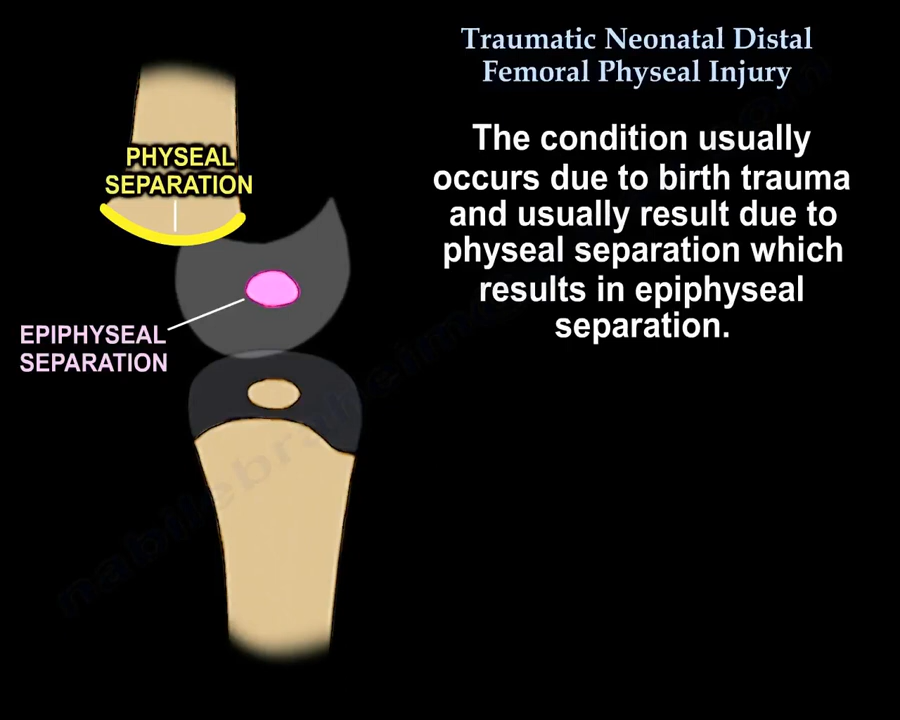 Traumatic Neonatal Distal
Femoral Physeal Injury
The condition usually
occurs due to birth trauma
and usually result due to
physeal separation which
results in epiphyseal
separation.
PHYSEAL
SEPARATION
EPIPHYSEAL
SEPARATION